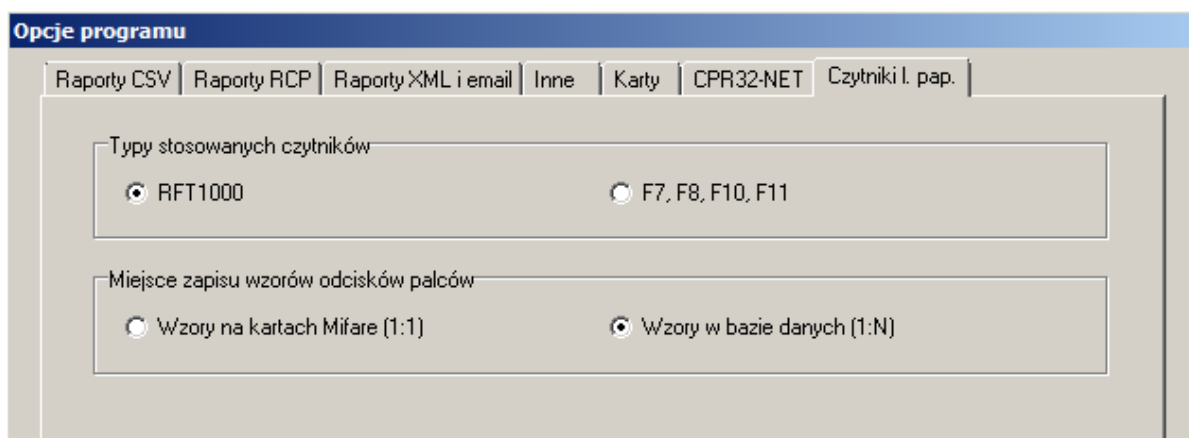 Opcje programu
Raporty CSV Raporty RCP Raporty XML i email Inne Karty CPR32-NET Czytniki l. pap.
Typy stosowanych czytników
RFT1000 F7, F8, F10, F11
Miejsce zapisu wzorów odcisków palców
Wzory na kartach Mifare (1:1) Wzory w bazie danych (1:N)